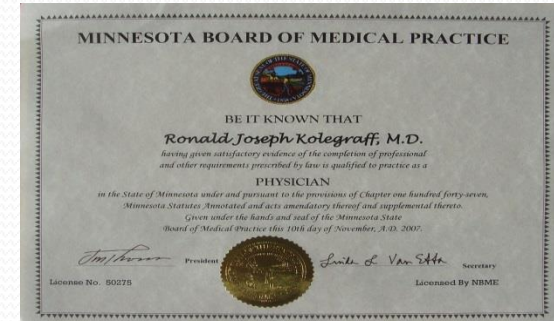 MINNESOTA BOARD OF MEDICAL PRACTICE
BE IT KNOWN THAT
Ronald Joseph Kolegraff, M.D.
having given satisfactory evidence of the completion of professional
and other requirements prescribed by law is qualified to practice as a
PHYSICIAN
in the State of Minnesota under and pursuant to the provisions of Chapter one hundred forty-seven,
Minnesota Statutes Annotated and acts amendatory thereof and supplemental thereto.
Given under the hands and seal of the Minnesota State
Board of Medical Practice this 10th day of November, A.D. 2007.
President Linda L Van Etta Secretary
License No. 50275 Licensed By NBME